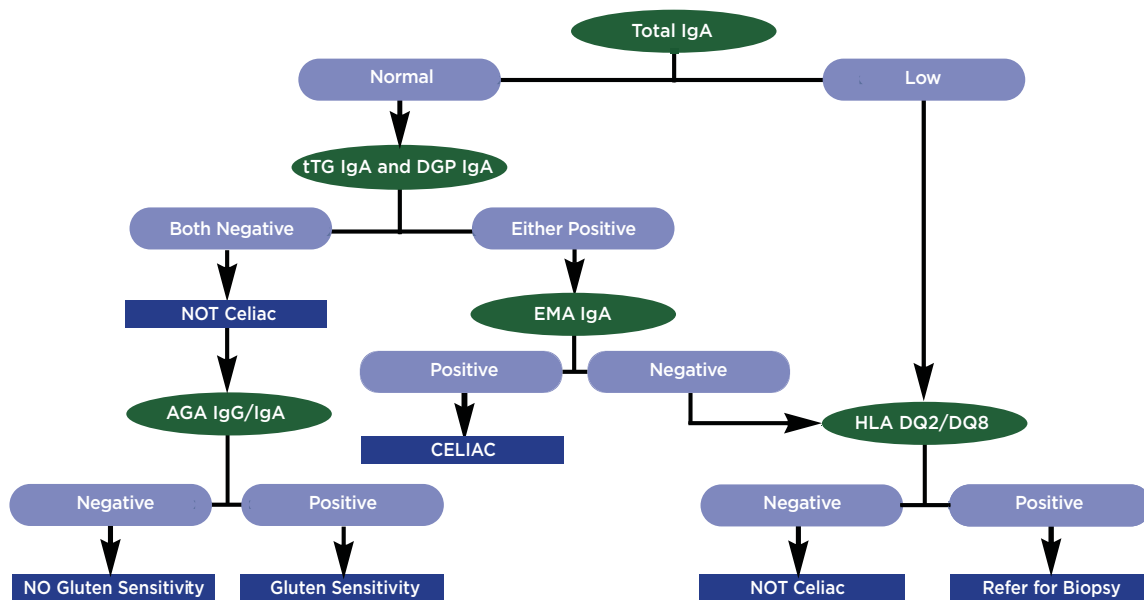 Total IgA
Normal
Low
tTG IgA and DGP IgA
Both Negative
Either Positive
NOT Celiac
EMA IgA
Positive
Negative
AGA IgG/IgA
HLA DQ2/DQ8
CELIAC
Negative
Positive
Negative
Positive
NO Gluten Sensitivity
Gluten Sensitivity
NOT Celiac
Refer for Biopsy